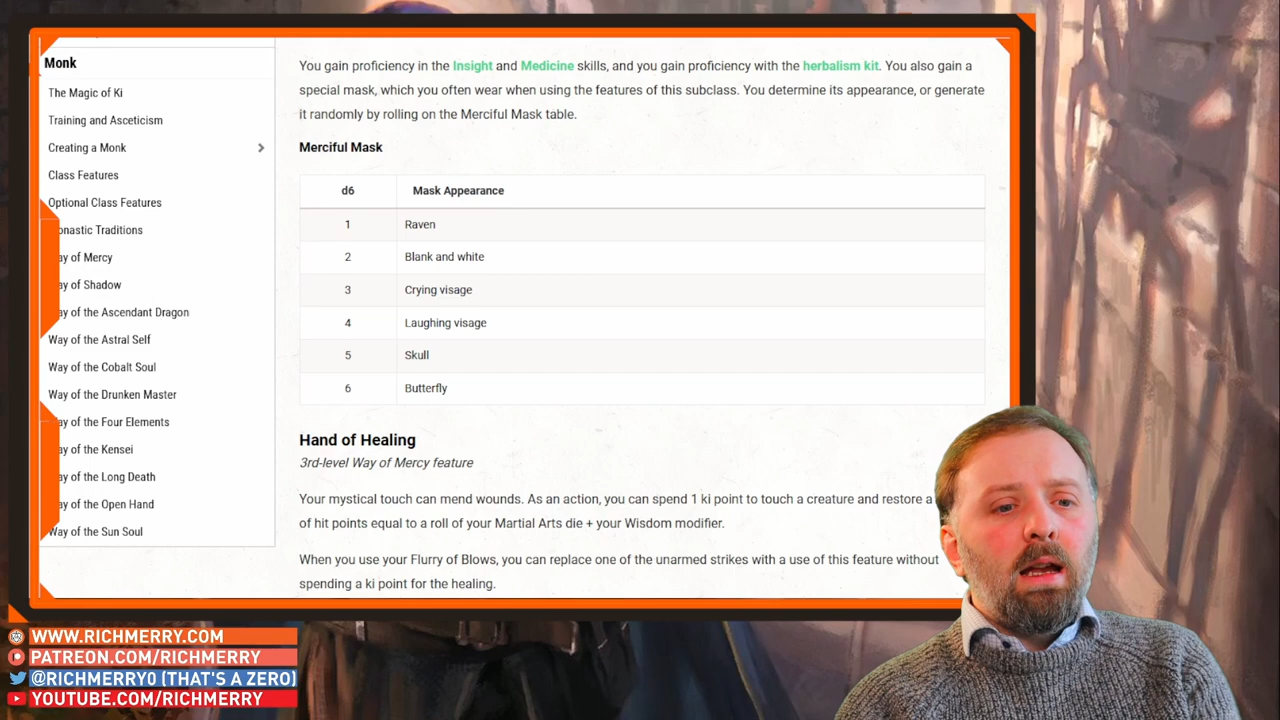 Monk
The Magic of Ki
Training and Asceticism
Creating a Monk
Class Features
Optional Class Features
onastic Traditions
ay of Mercy
ay of Shadow
ay of the Ascendant Dragon
Way of the Astral Self
Way of the Cobalt Soul
Way of the Drunken Master
ay of the Four Elements
ay of the Kensei
ay of the Long Death
ay of the Open Hand
Way of the Sun Soul
You gain proficiency in the Insight and Medicine skills, and you gain proficiency with the herbalism kit. You also gain a
special mask, which you often wear when using the features of this subclass. You determine its appearance, or generate
it randomly by rolling on the Merciful Mask table.
Merciful Mask
d6 Mask Appearance
1 Raven
2 Blank and white
3 Crying visage
4 Laughing visage
5 Skull
6 Butterfly
Hand of Healing
3rd-level Way of Mercy feature
Your mystical touch can mend wounds. As an action, you can spend 1 ki point to touch a creature and restore a
of hit points equal to a roll of your Martial Arts die + your Wisdom modifier.
When you use your Flurry of Blows, you can replace one of the unarmed strikes with a use of this feature without
spending a ki point for the healing.
WWW.RICHMERRY.COM
PATREON.COM/RICHMERRY
@RICHMERRY0 (THAT'S A ZERO)
YOUTUBE.COM/RICHMERRY